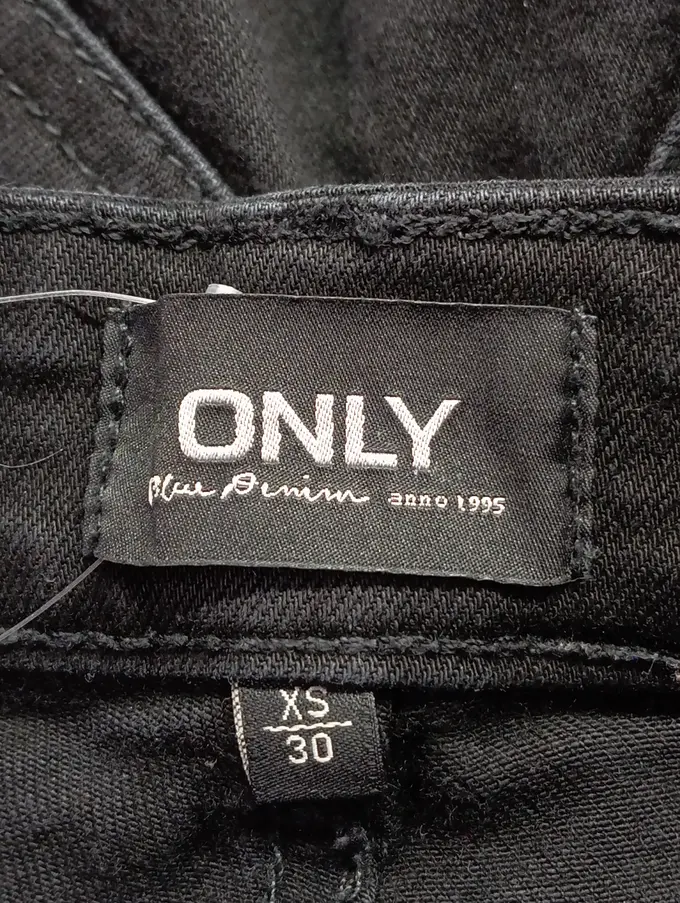 ONLY
Blue Denim anno 1995
XS
30